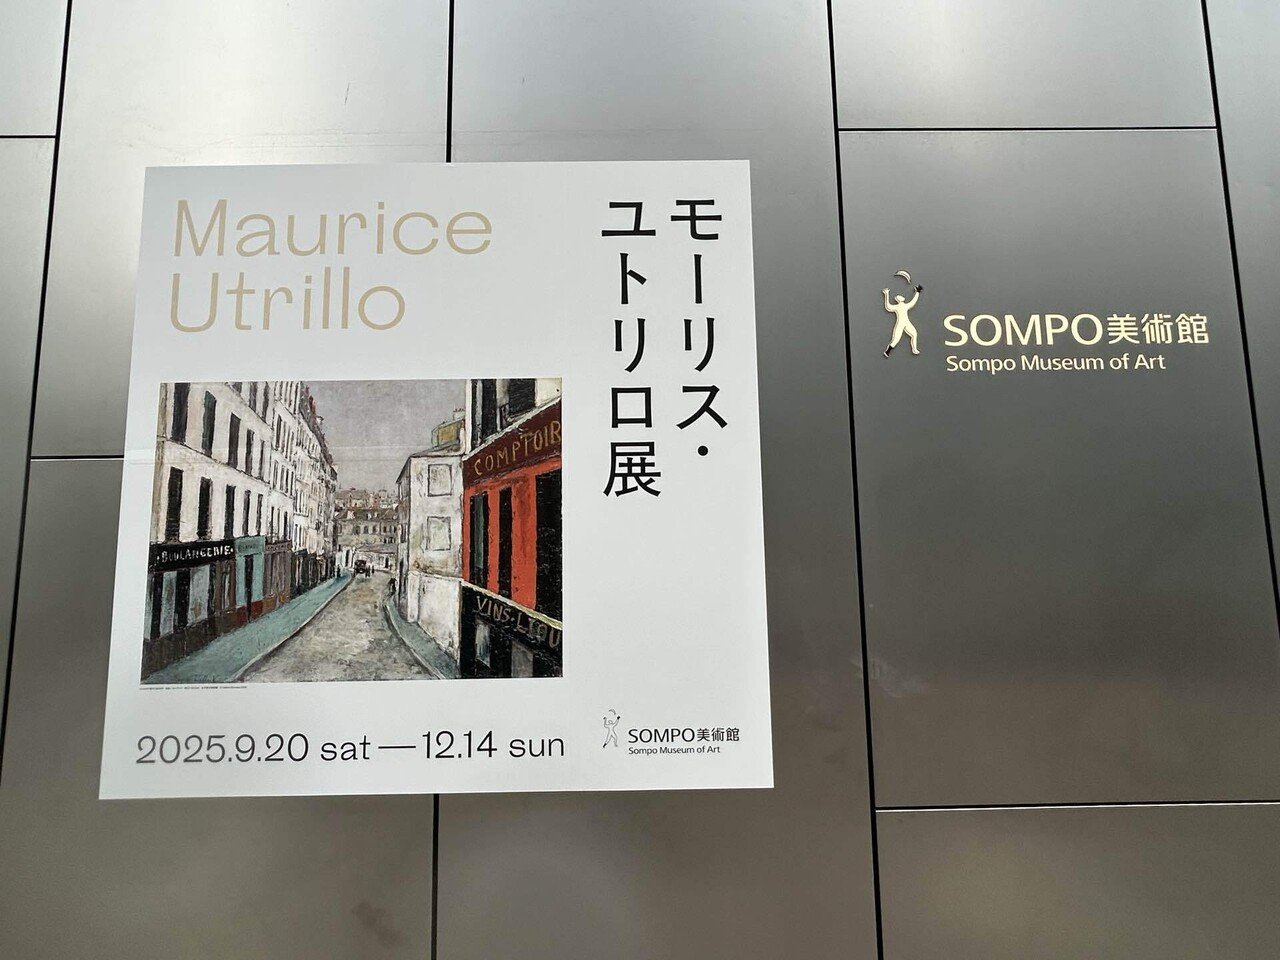 Maurice
Utrillo
モーリス・
ユトリロ展
COMPTOIR
BOULANGERIE
VINS-LIQU
2025.9.20 sat—12.14 sun
SOMPO美術館
Sompo Museum of Art
SOMPO美術館
Sompo Museum of Art